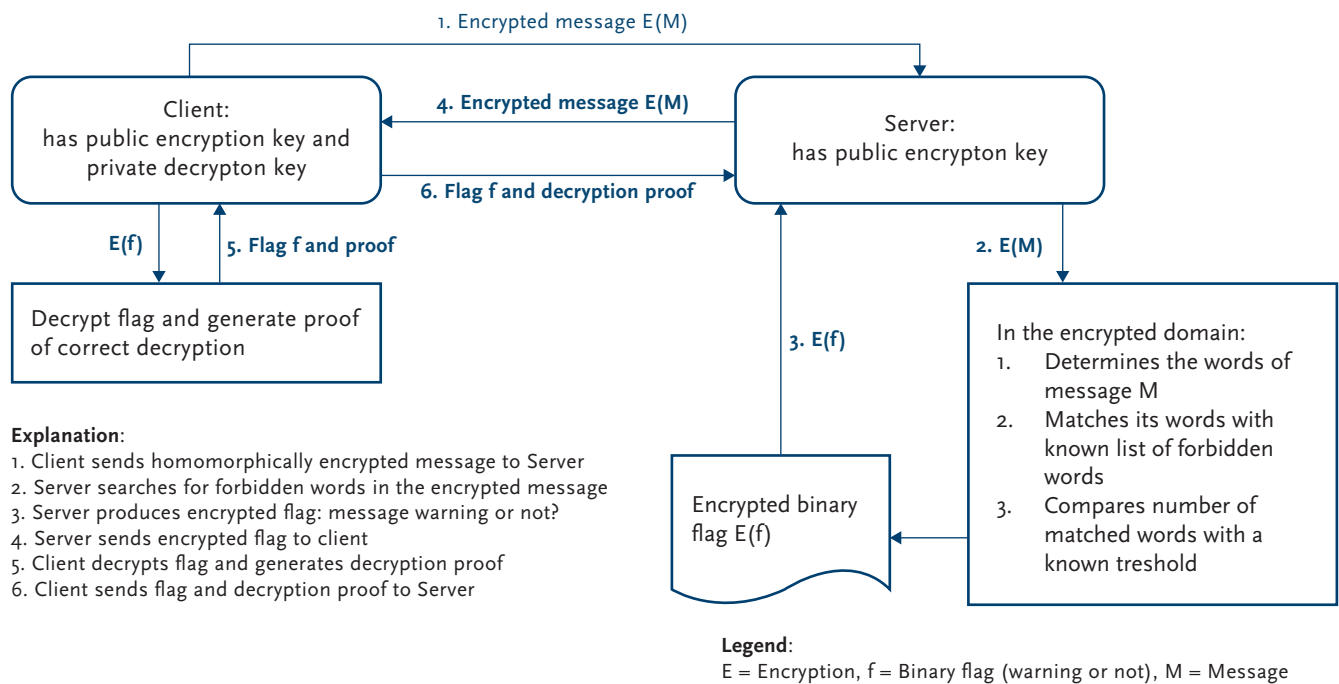 1. Encrypted message E(M)
Client:
has public encryption key and
private decrypton key
4. Encrypted message E(M)
6. Flag f and decryption proof
Server:
has public encrypton key
E(f)
5. Flag f and proof
2. E(M)
Decrypt flag and generate proof
of correct decryption
3. E(f)
In the encrypted domain:
1. Determines the words of
message M
2. Matches its words with
known list of forbidden
words
3. Compares number of
matched words with a
known treshold
Encrypted binary
flag E(f)
Explanation:
1. Client sends homomorphically encrypted message to Server
2. Server searches for forbidden words in the encrypted message
3. Server produces encrypted flag: message warning or not?
4. Server sends encrypted flag to client
5. Client decrypts flag and generates decryption proof
6. Client sends flag and decryption proof to Server
Legend:
E = Encryption, f = Binary flag (warning or not), M = Message